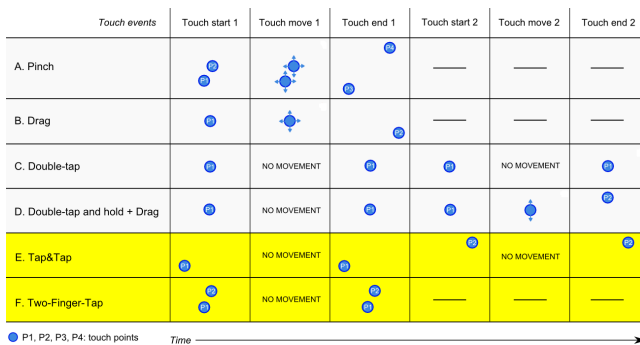 Touch events Touch start 1 Touch move 1 Touch end 1 Touch start 2 Touch move 2 Touch end 2
P4
A. Pinch P2
P1 P3
B. Drag P1 P2
C. Double-tap P1 NO MOVEMENT P1 P1 NO MOVEMENT P1
D. Double-tap and hold + Drag P1 NO MOVEMENT P1 P1 P2
E. Tap&Tap P1 NO MOVEMENT P1 P2 NO MOVEMENT P2
F. Two-Finger-Tap P2 P1 NO MOVEMENT P2 P1
P1, P2, P3, P4: touch points Time